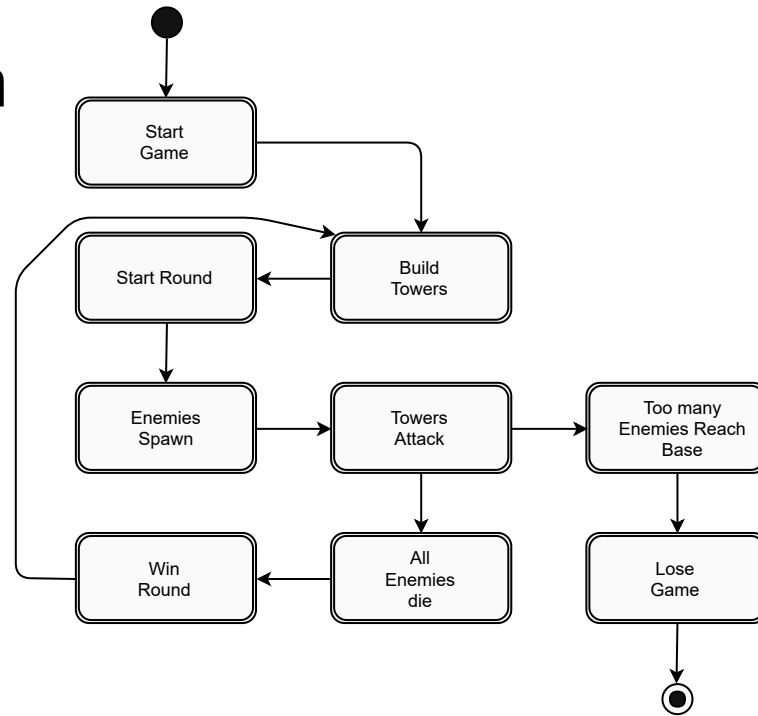 Start
Game
Start Round
Build
Towers
Enemies
Spawn
Towers
Attack
Too many
Enemies Reach
Base
Win
Round
All
Enemies
die
Lose
Game